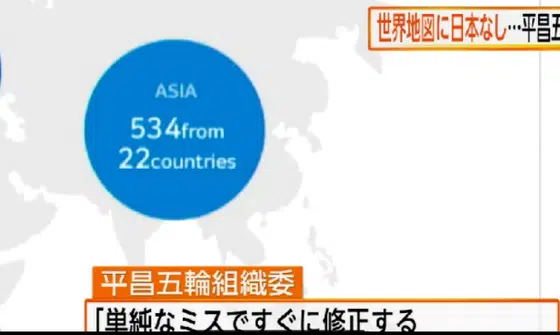 世界地図に日本なし…平昌五
ASIA
534from
22countries
平昌五輪組織委
「単純なミスですぐに修正する